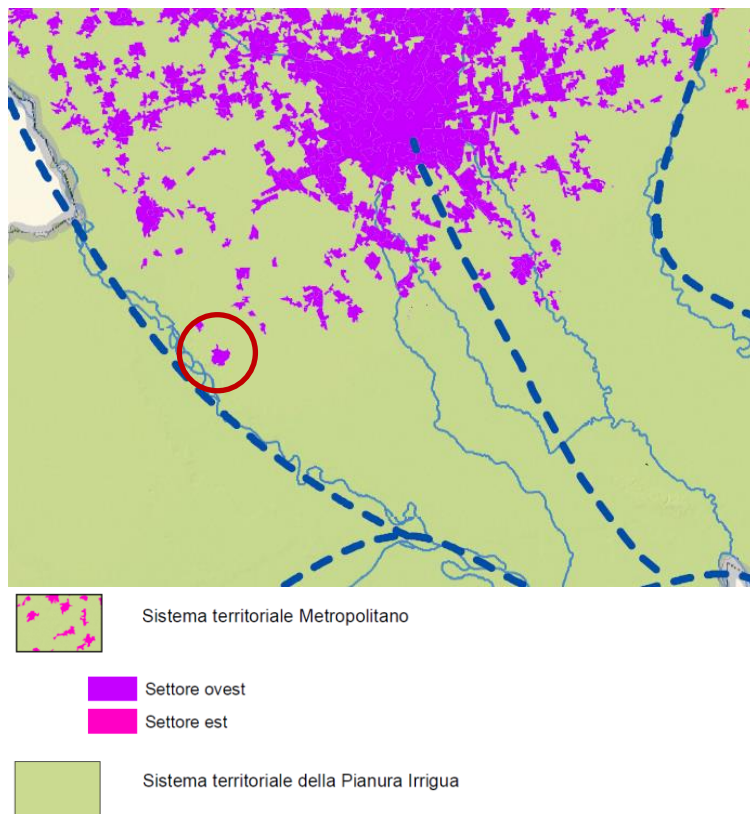 Sistema territoriale Metropolitano
Settore ovest
Settore est
Sistema territoriale della Pianura Irrigua